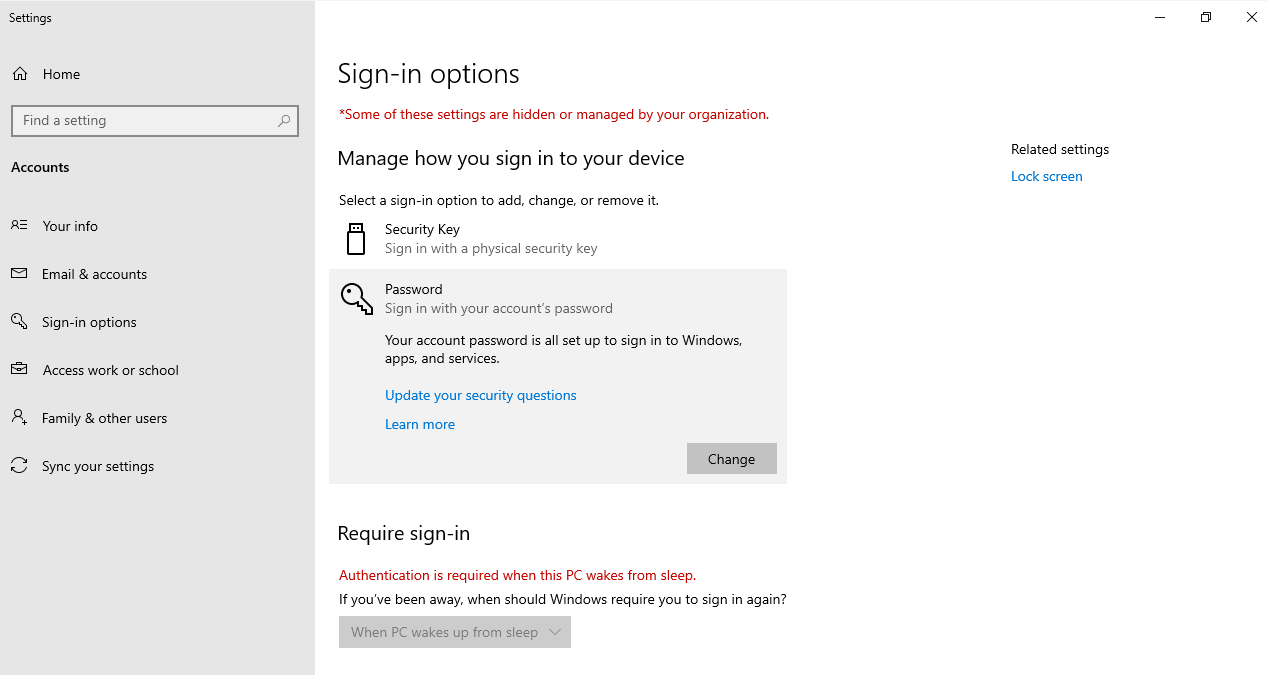 Settings
Home
Find a setting
Accounts
Your info
Email & accounts
Sign-in options
Access work or school
Family & other users
Sync your settings
Sign-in options
*Some of these settings are hidden or managed by your organization.
Manage how you sign in to your device
Select a sign-in option to add, change, or remove it.
Security Key
Sign in with a physical security key
Password
Sign in with your account's password
Your account password is all set up to sign in to Windows,
apps, and services.
Update your security questions
Learn more
Change
Require sign-in
Authentication is required when this PC wakes from sleep.
If you've been away, when should Windows require you to sign in again?
When PC wakes up from sleep
Related settings
Lock screen